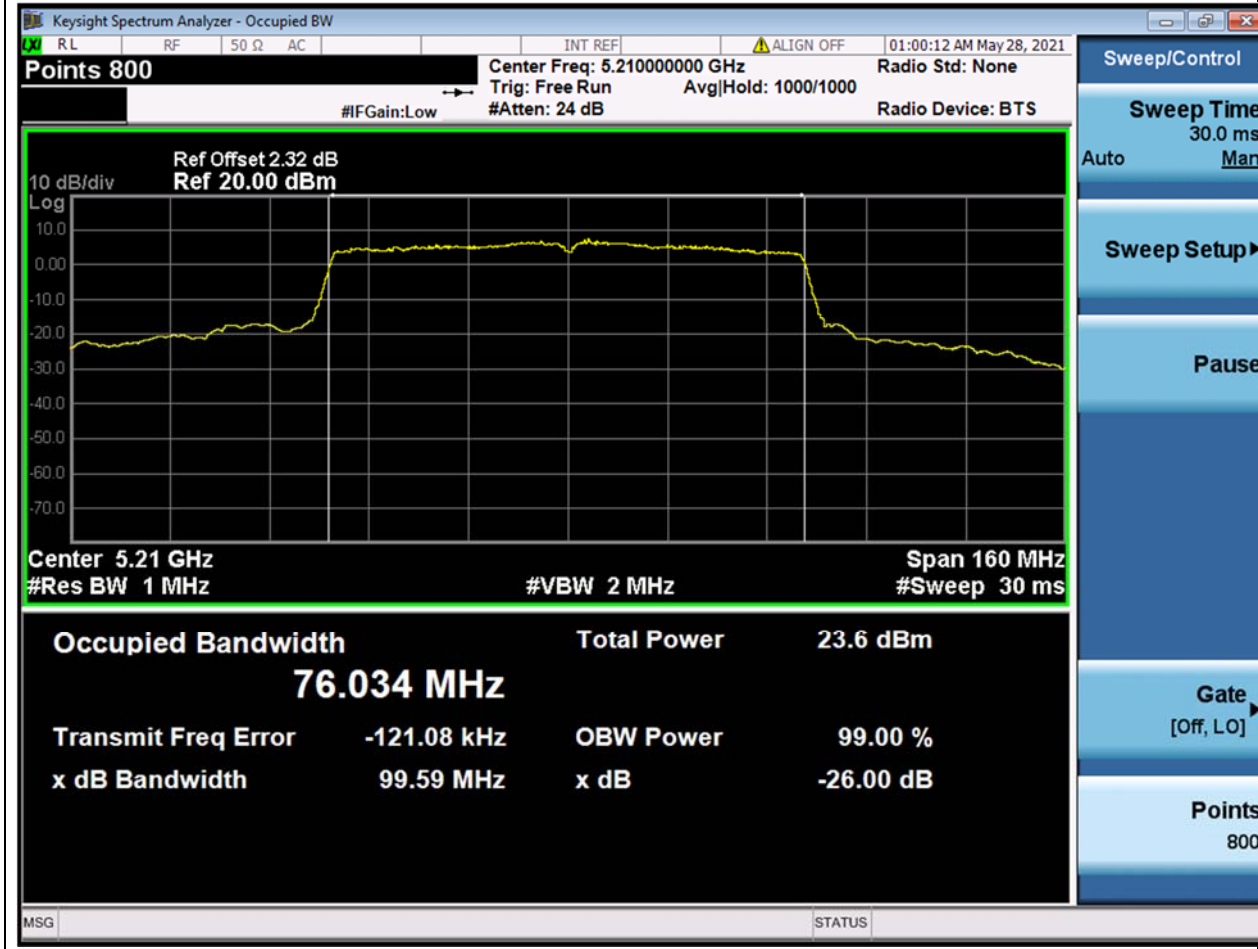 Keysight Spectrum Analyzer - Occupied BW
LXI RL RF 50 Ω AC INT REF ALIGN OFF 01:00:12 AM May 28, 2021
Points 800
Center Freq: 5.210000000 GHz Radio Std: None
Trig: Free Run Avg|Hold: 1000/1000
#IFGain:Low #Atten: 24 dB Radio Device: BTS
Ref Offset 2.32 dB
10 dB/div Ref 20.00 dBm
Log
10.0
0.00
-10.0
-20.0
-30.0
-40.0
-50.0
-60.0
-70.0
Center 5.21 GHz Span 160 MHz
#Res BW 1 MHz #VBW 2 MHz #Sweep 30 ms
Occupied Bandwidth Total Power 23.6 dBm
76.034 MHz
Transmit Freq Error -121.08 kHz OBW Power 99.00 %
x dB Bandwidth 99.59 MHz x dB -26.00 dB
MSG STATUS
Sweep/Control
Sweep Time
30.0 ms
Auto Man
Sweep Setup
Pause
Gate
[Off, LO]
Points
800